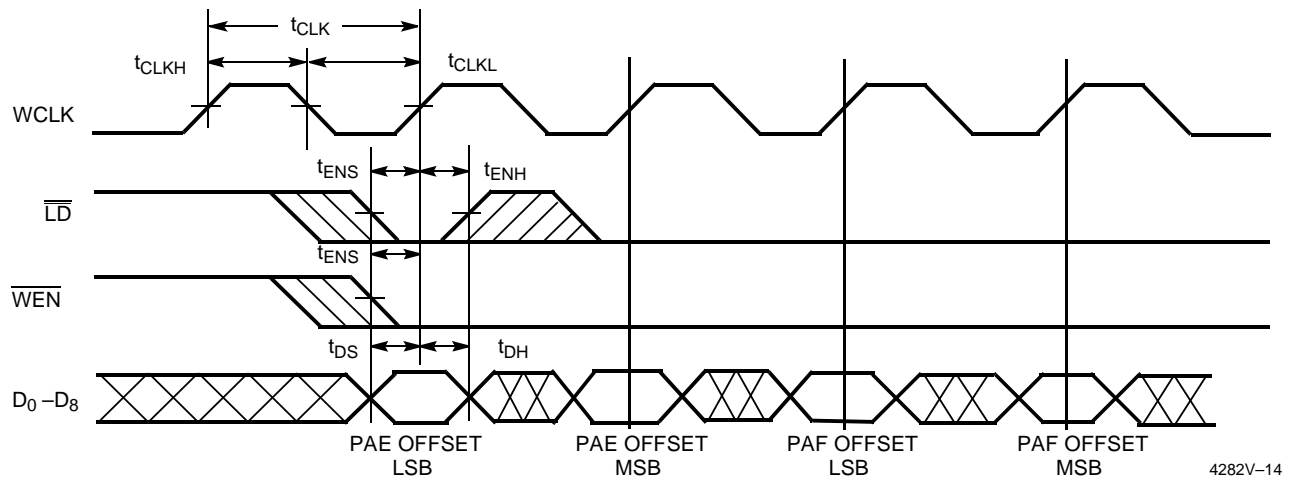 tCLK
tCLKH
tCLKL
WCLK
tENS
tENH
LD
tENS
WEN
tDS
tDH
D0 –D8
PAE OFFSET
LSB
PAE OFFSET
MSB
PAF OFFSET
LSB
PAF OFFSET
MSB
4282V–14